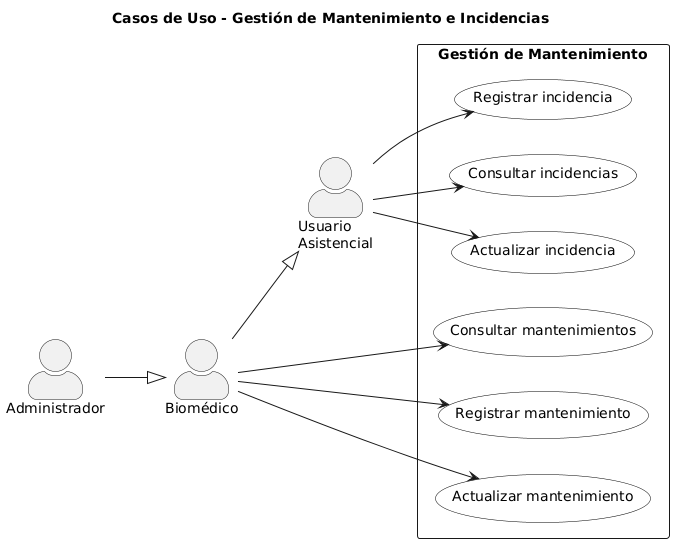 Casos de Uso - Gestión de Mantenimiento e Incidencias
Gestión de Mantenimiento
Registrar incidencia
Consultar incidencias
Usuario
Asistencial
Actualizar incidencia
Consultar mantenimientos
Administrador
Biomédico
Registrar mantenimiento
Actualizar mantenimiento